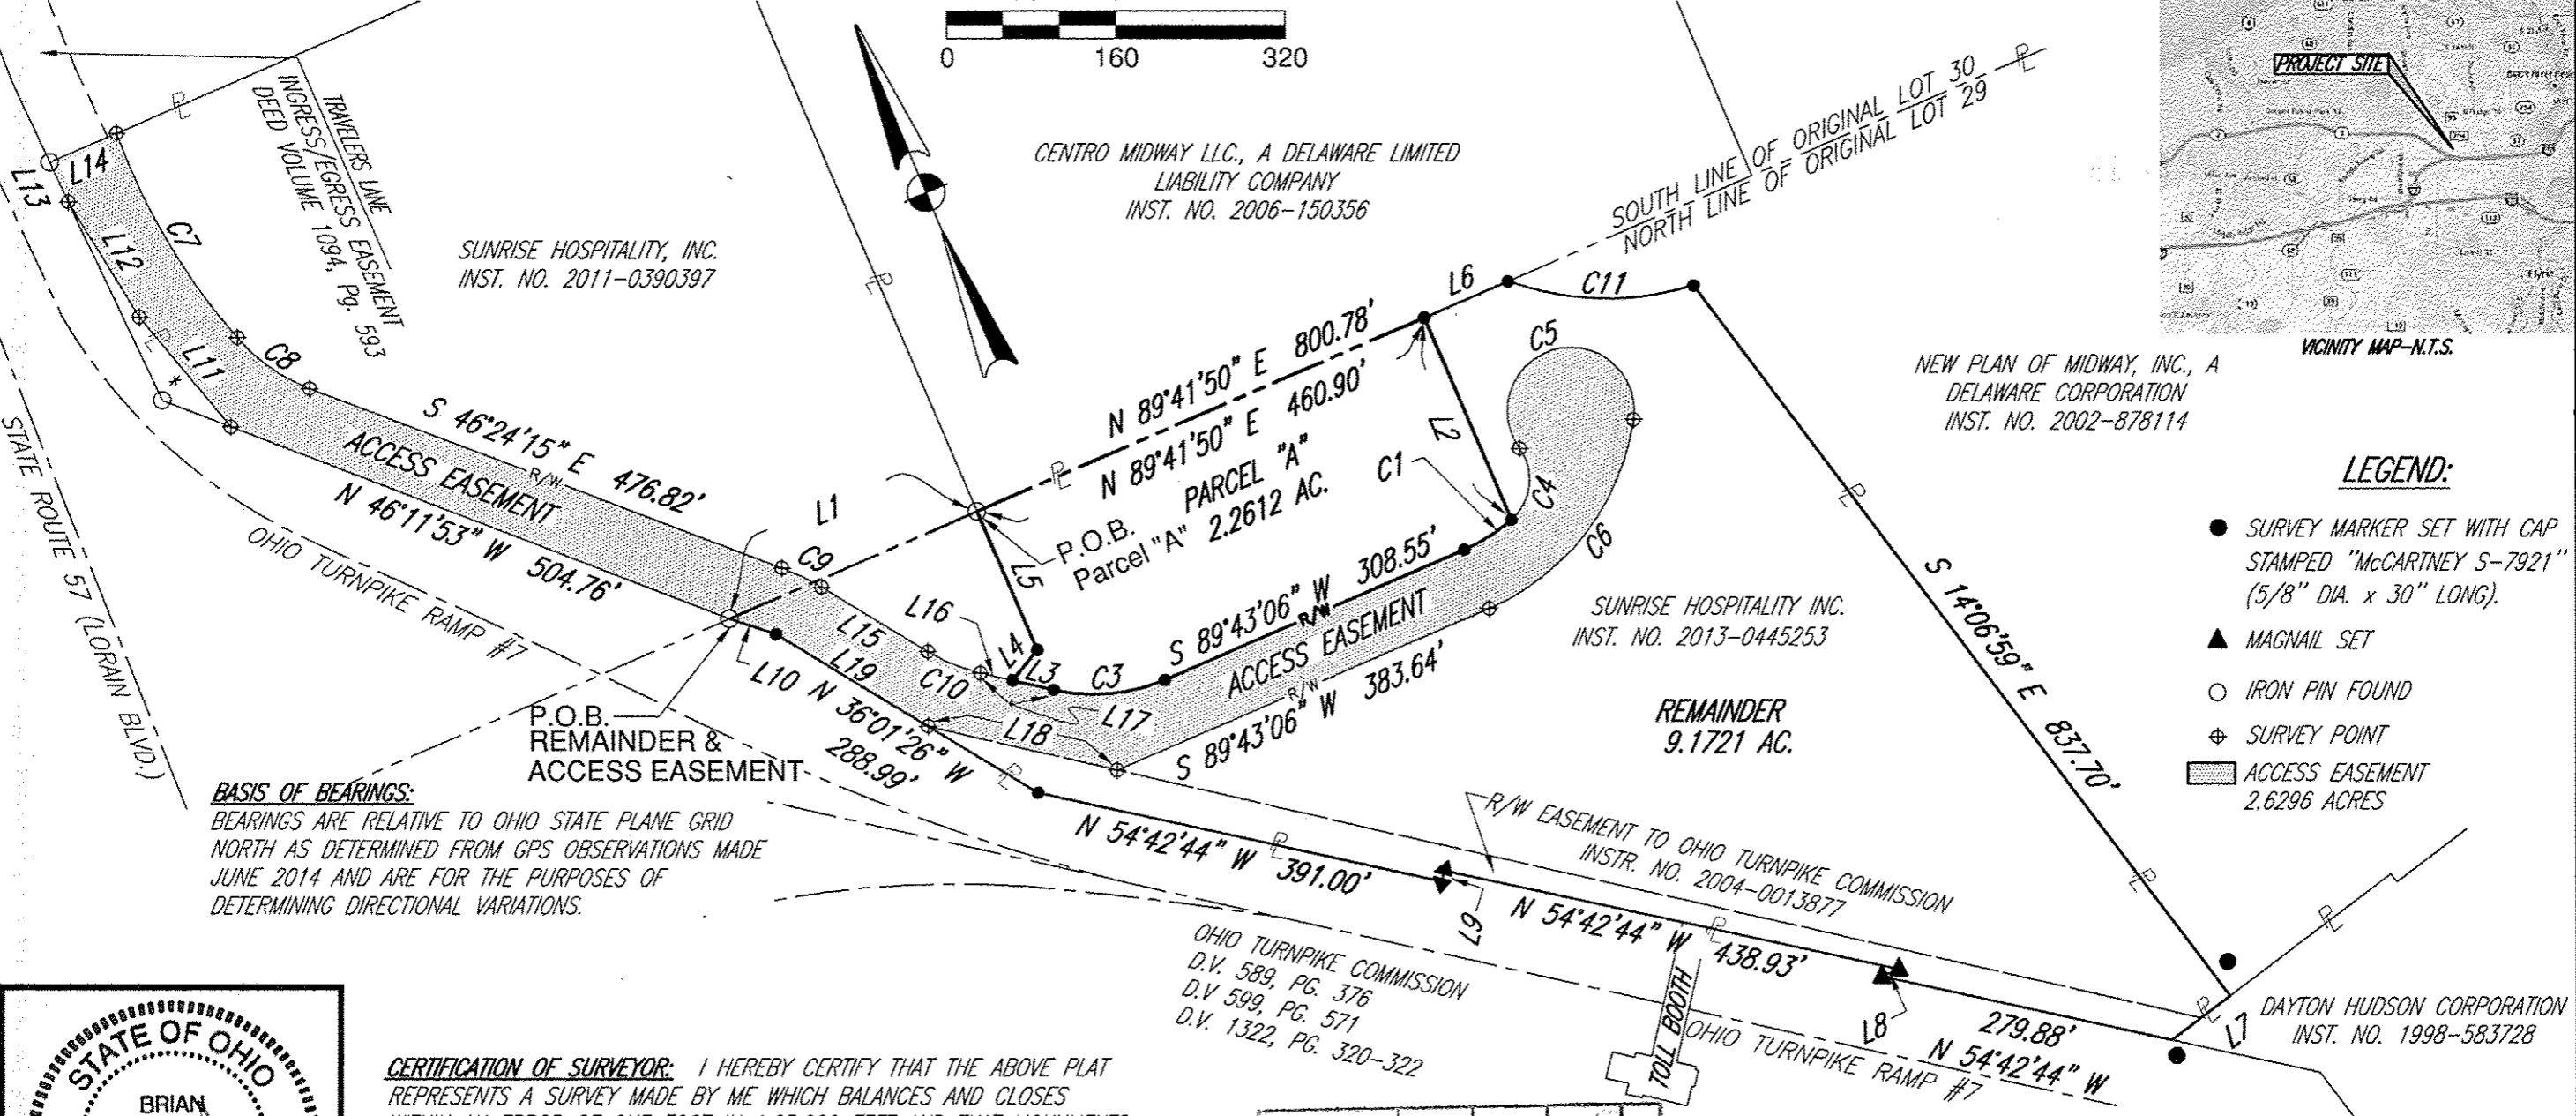 0 160 320
PROJECT SITE
VICINITY MAP-N.T.S.
TRAVELERS LANE
INGRESS/EGRESS EASEMENT
DEED VOLUME 1094, Pg. 593
SUNRISE HOSPITALITY, INC.
INST. NO. 2011-0390397
CENTRO MIDWAY LLC., A DELAWARE LIMITED
LIABILITY COMPANY
INST. NO. 2006-150356
SOUTH LINE OF ORIGINAL LOT 30
NORTH LINE OF ORIGINAL LOT 29
NEW PLAN OF MIDWAY, INC., A
DELAWARE CORPORATION
INST. NO. 2002-878114
L13
L14
L12
C7
L11
*
C8
S 46°24'15" E 476.82'
R/W
ACCESS EASEMENT
N 46°11'53" W 504.76'
OHIO TURNPIKE RAMP #7
STATE ROUTE 57 (LORAIN BLVD.)
L1
C9
L15
L16
L19
C10
L10
N 36°01'26" W
288.99'
P.O.B.
REMAINDER &
ACCESS EASEMENT
N 89°41'50" E 800.78'
N 89°41'50" E 460.90'
PARCEL "A"
P.O.B.
Parcel "A" 2.2612 AC.
L5
L4
L3
C3
L17
L18
L6
C11
L2
C1
C5
C4
C6
S 89°43'06" W 308.55'
R/W
ACCESS EASEMENT
R/W
S 89°43'06" W 383.64'
SUNRISE HOSPITALITY INC.
INST. NO. 2013-0445253
REMAINDER
9.1721 AC.
S 14°06'59" E 837.70'
LEGEND:
SURVEY MARKER SET WITH CAP
STAMPED "McCARTNEY S-7921"
(5/8" DIA. x 30" LONG).
MAGNAIL SET
IRON PIN FOUND
SURVEY POINT
ACCESS EASEMENT
2.6296 ACRES
R/W EASEMENT TO OHIO TURNPIKE COMMISSION
INSTR. NO. 2004-0013877
N 54°42'44" W 391.00'
L9
N 54°42'44" W 438.93'
L8
279.88'
N 54°42'44" W
L7
DAYTON HUDSON CORPORATION
INST. NO. 1998-583728
OHIO TURNPIKE COMMISSION
D.V. 589, PG. 376
D.V 599, PG. 571
D.V. 1322, PG. 320-322
TOLL BOOTH
OHIO TURNPIKE RAMP #7
BASIS OF BEARINGS:
BEARINGS ARE RELATIVE TO OHIO STATE PLANE GRID
NORTH AS DETERMINED FROM GPS OBSERVATIONS MADE
JUNE 2014 AND ARE FOR THE PURPOSES OF
DETERMINING DIRECTIONAL VARIATIONS.
STATE OF OHIO
BRIAN
CERTIFICATION OF SURVEYOR: I HEREBY CERTIFY THAT THE ABOVE PLAT
REPRESENTS A SURVEY MADE BY ME WHICH BALANCES AND CLOSES